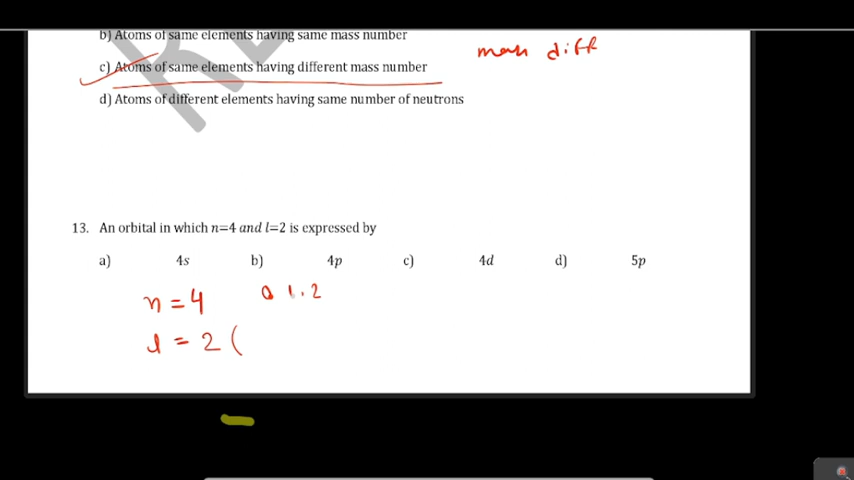 b) Atoms of same elements having same mass number
c) Atoms of same elements having different mass number
mass diff
d) Atoms of different elements having same number of neutrons
13. An orbital in which n=4 and l=2 is expressed by
a) 4s b) 4p c) 4d d) 5p
n = 4 0 1 . 2
l = 2 (